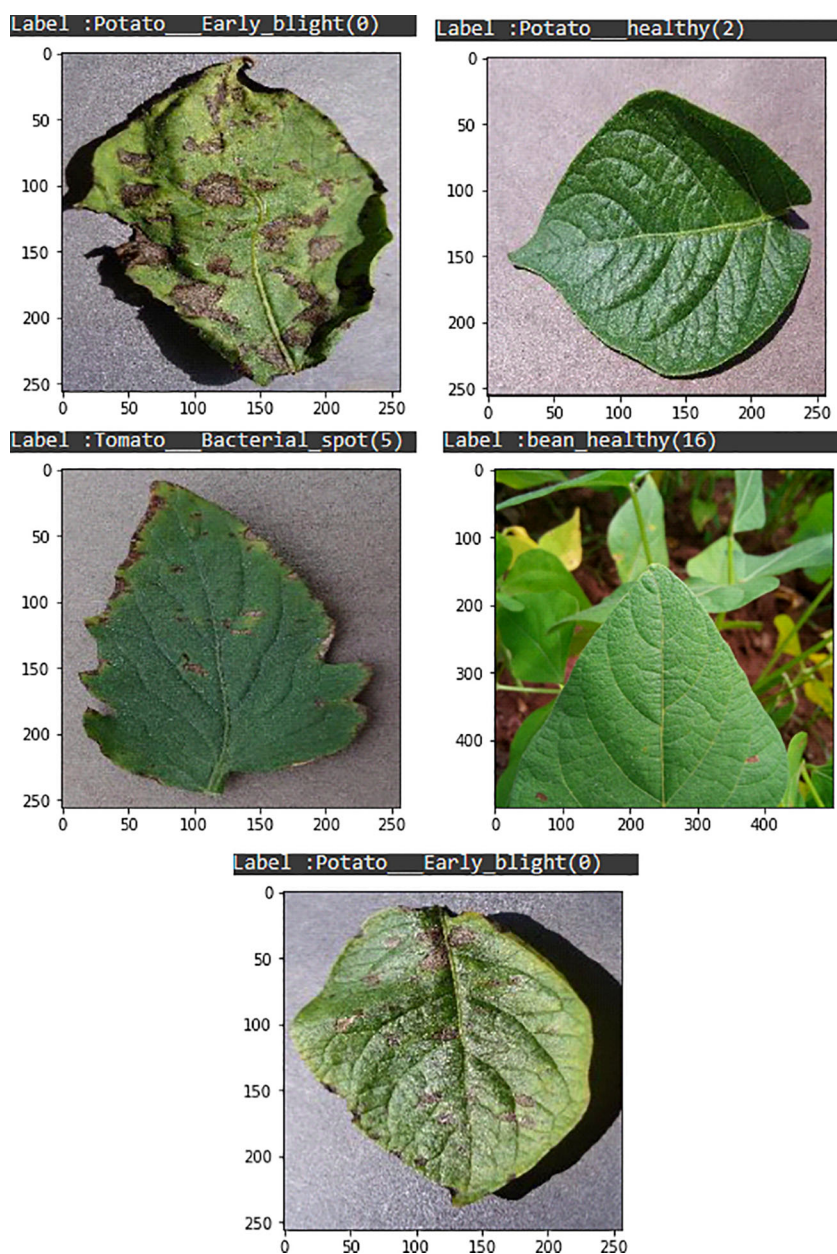 Label :Potato___Early_blight(0)
Label :Potato___healthy(2)
0
50
100
150
200
250
0 50 100 150 200 250
0
50
100
150
200
250
0 50 100 150 200 250
Label :Tomato___Bacterial_spot(5)
Label :bean_healthy(16)
0
50
100
150
200
250
0 50 100 150 200 250
0
100
200
300
400
0 100 200 300 400
Label :Potato___Early_blight(0)
0
50
100
150
200
250
0 50 100 150 200 250